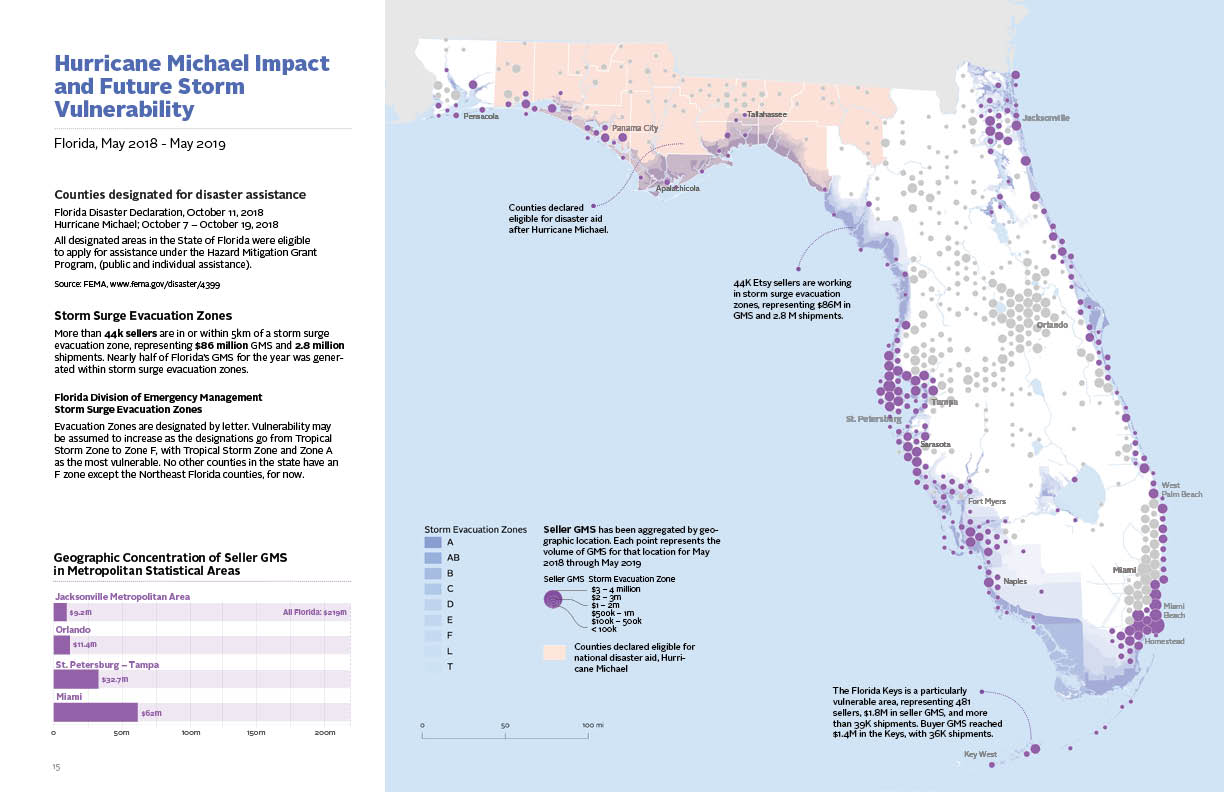 Hurricane Michael Impact
and Future Storm
Vulnerability
Florida, May 2018 - May 2019
Counties designated for disaster assistance
Florida Disaster Declaration, October 11, 2018
Hurricane Michael; October 7 – October 19, 2018
All designated areas in the State of Florida were eligible
to apply for assistance under the Hazard Mitigation Grant
Program, (public and individual assistance).
Source: FEMA, www.fema.gov/disaster/4399
Storm Surge Evacuation Zones
More than 44k sellers are in or within 5km of a storm surge
evacuation zone, representing $86 million GMS and 2.8 million
shipments. Nearly half of Florida's GMS for the year was gener-
ated within storm surge evacuation zones.
Florida Division of Emergency Management
Storm Surge Evacuation Zones
Evacuation Zones are designated by letter. Vulnerability may
be assumed to increase as the designations go from Tropical
Storm Zone to Zone F, with Tropical Storm Zone and Zone A
as the most vulnerable. No other counties in the state have an
F zone except the Northeast Florida counties, for now.
Geographic Concentration of Seller GMS
in Metropolitan Statistical Areas
Jacksonville Metropolitan Area
$9.2m
All Florida: $219m
Orlando
$11.4m
St. Petersburg – Tampa
$32.7m
Miami
$62m
0 50m 100m 150m 200m
15
Pensacola
Panama City
Tallahassee
Apalachicola
Jacksonville
Counties declared
eligible for disaster aid
after Hurricane Michael.
44K Etsy sellers are working
in storm surge evacuation
zones, representing $86M in
GMS and 2.8 M shipments.
Orlando
Tampa
St. Petersburg
Sarasota
Fort Myers
West
Palm Beach
Naples
Miami
Miami
Beach
Homestead
Storm Evacuation Zones
A
AB
B
C
D
E
F
L
T
Seller GMS has been aggregated by geo-
graphic location. Each point represents the
volume of GMS for that location for May
2018 through May 2019
Seller GMS Storm Evacuation Zone
$3 – 4 million
$2 – 3m
$1 – 2m
$500k – 1m
$100k – 500k
< 100k
Counties declared eligible for
national disaster aid, Hurri-
cane Michael
0 50 100 mi
The Florida Keys is a particularly
vulnerable area, representing 481
sellers, $1.8M in seller GMS, and more
than 39K shipments. Buyer GMS reached
$1.4M in the Keys, with 36K shipments.
Key West